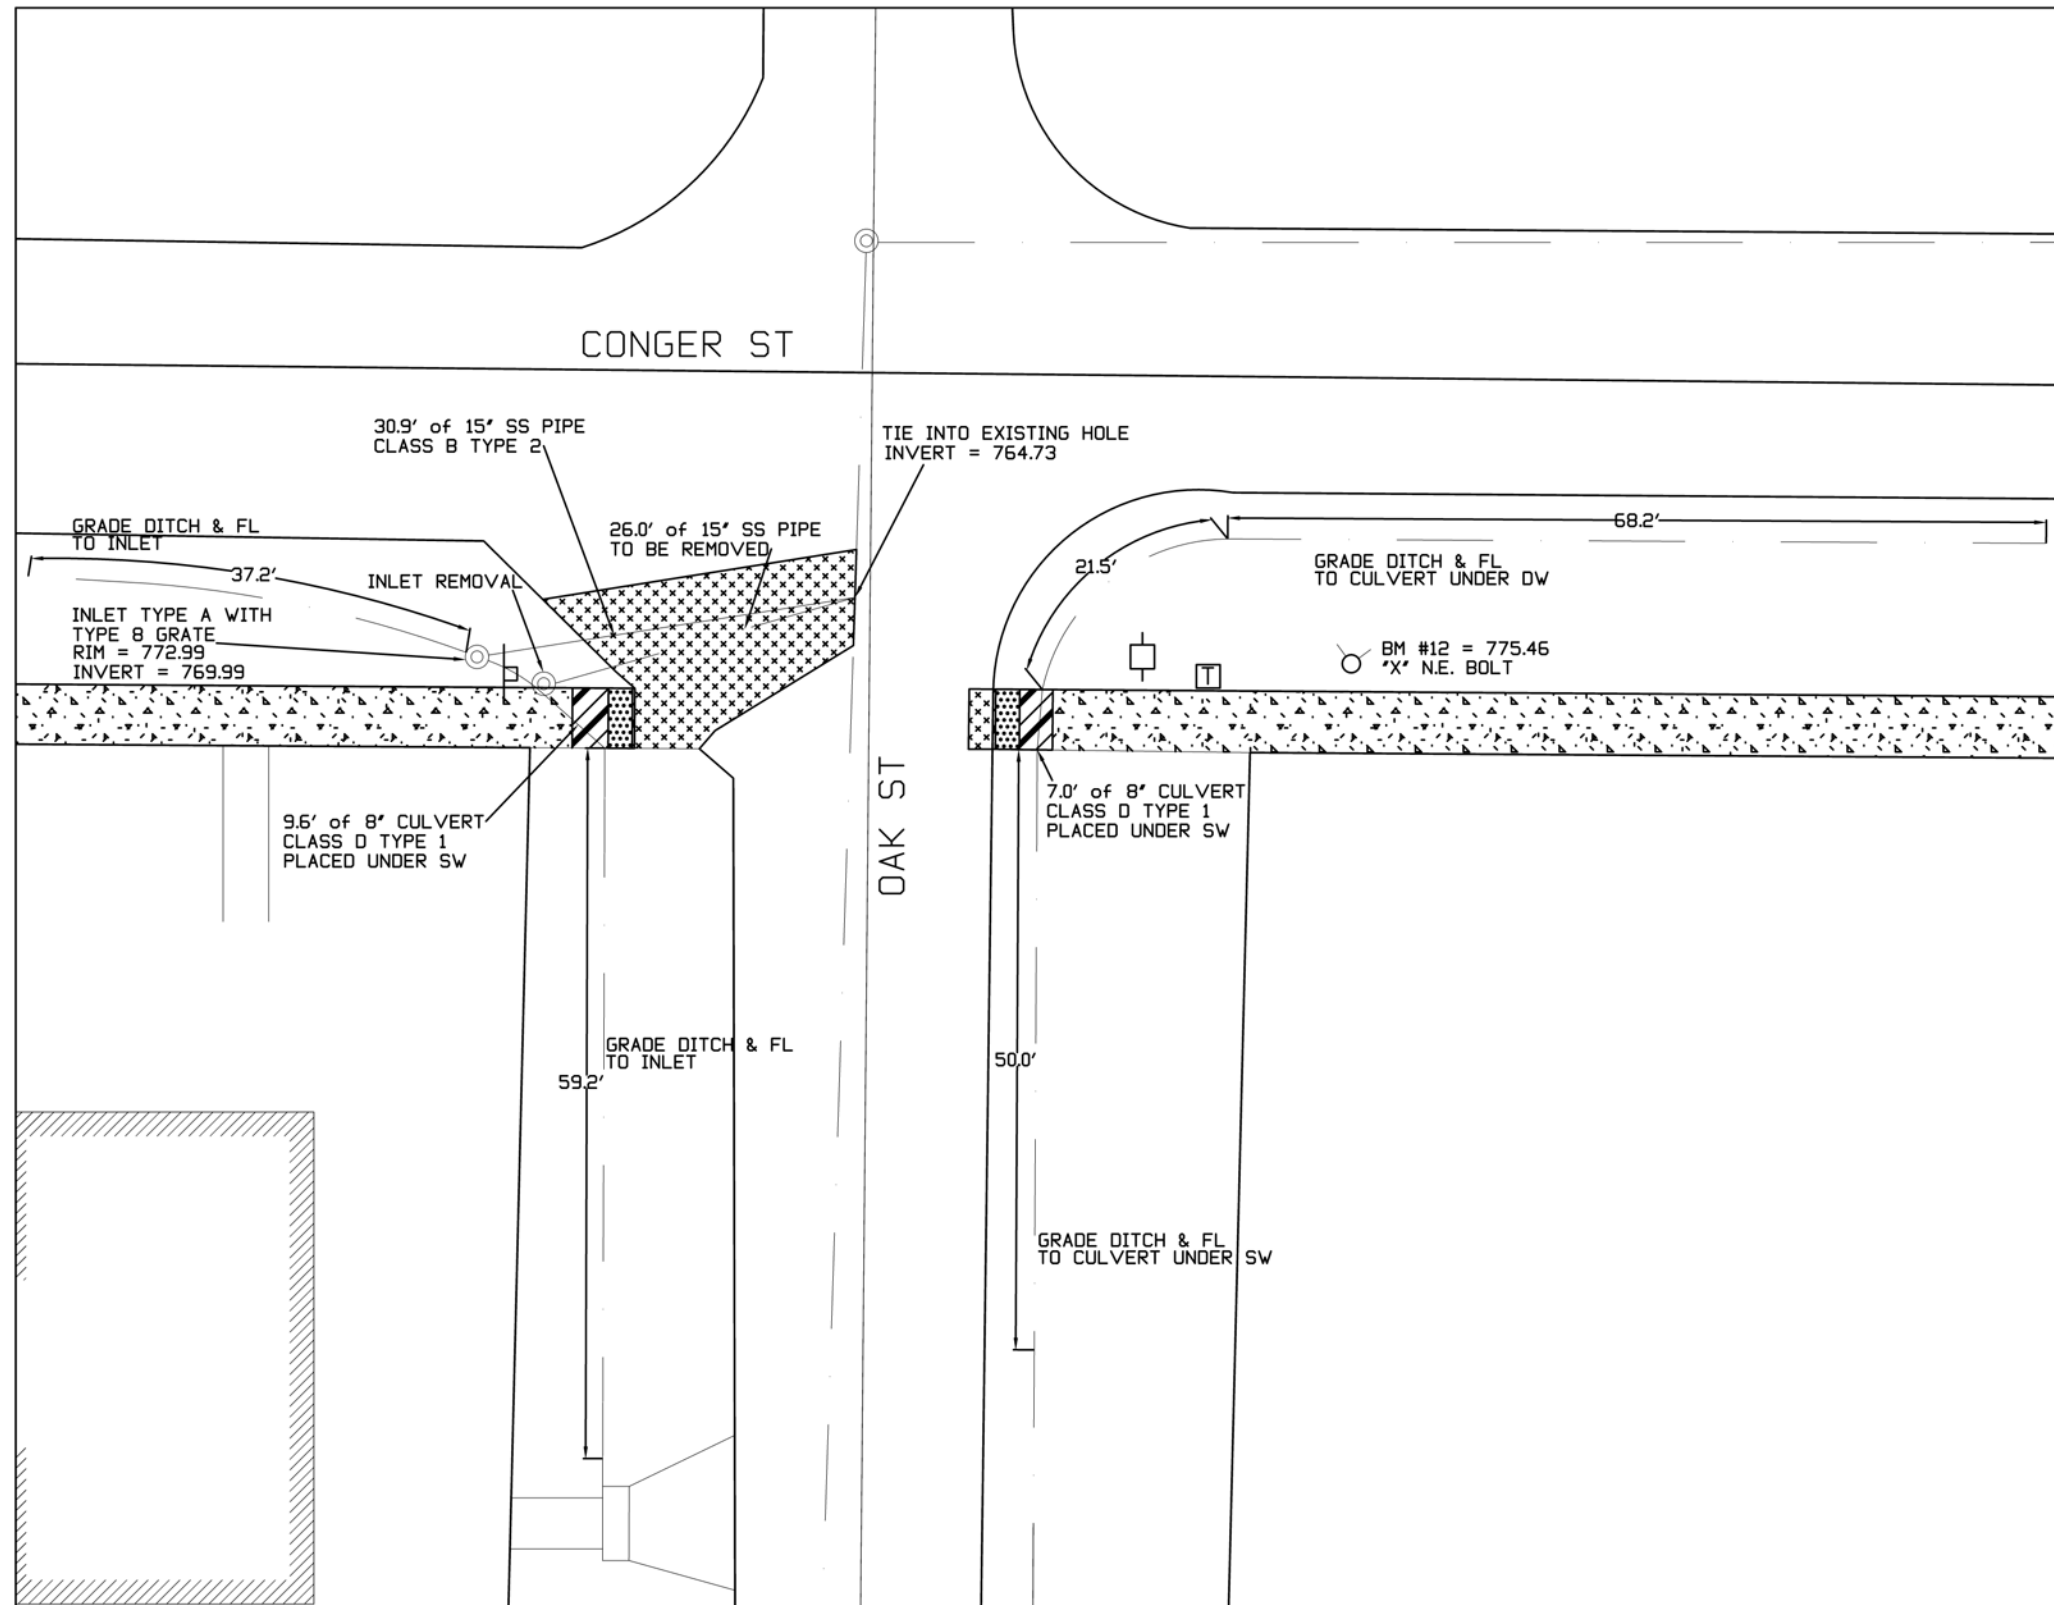 CONGER ST
30.9' of 15" SS PIPE
CLASS B TYPE 2
TIE INTO EXISTING HOLE
INVERT = 764.73
GRADE DITCH & FL
TO INLET
26.0' of 15" SS PIPE
TO BE REMOVED
68.2'
37.2'
INLET REMOVAL
21.5'
GRADE DITCH & FL
TO CULVERT UNDER DW
INLET TYPE A WITH
TYPE 8 GRATE
RIM = 772.99
INVERT = 769.99
T
BM #12 = 775.46
"X" N.E. BOLT
OAK ST
9.6' of 8" CULVERT
CLASS D TYPE 1
PLACED UNDER SW
7.0' of 8" CULVERT
CLASS D TYPE 1
PLACED UNDER SW
GRADE DITCH & FL
TO INLET
59.2'
50.0'
GRADE DITCH & FL
TO CULVERT UNDER SW